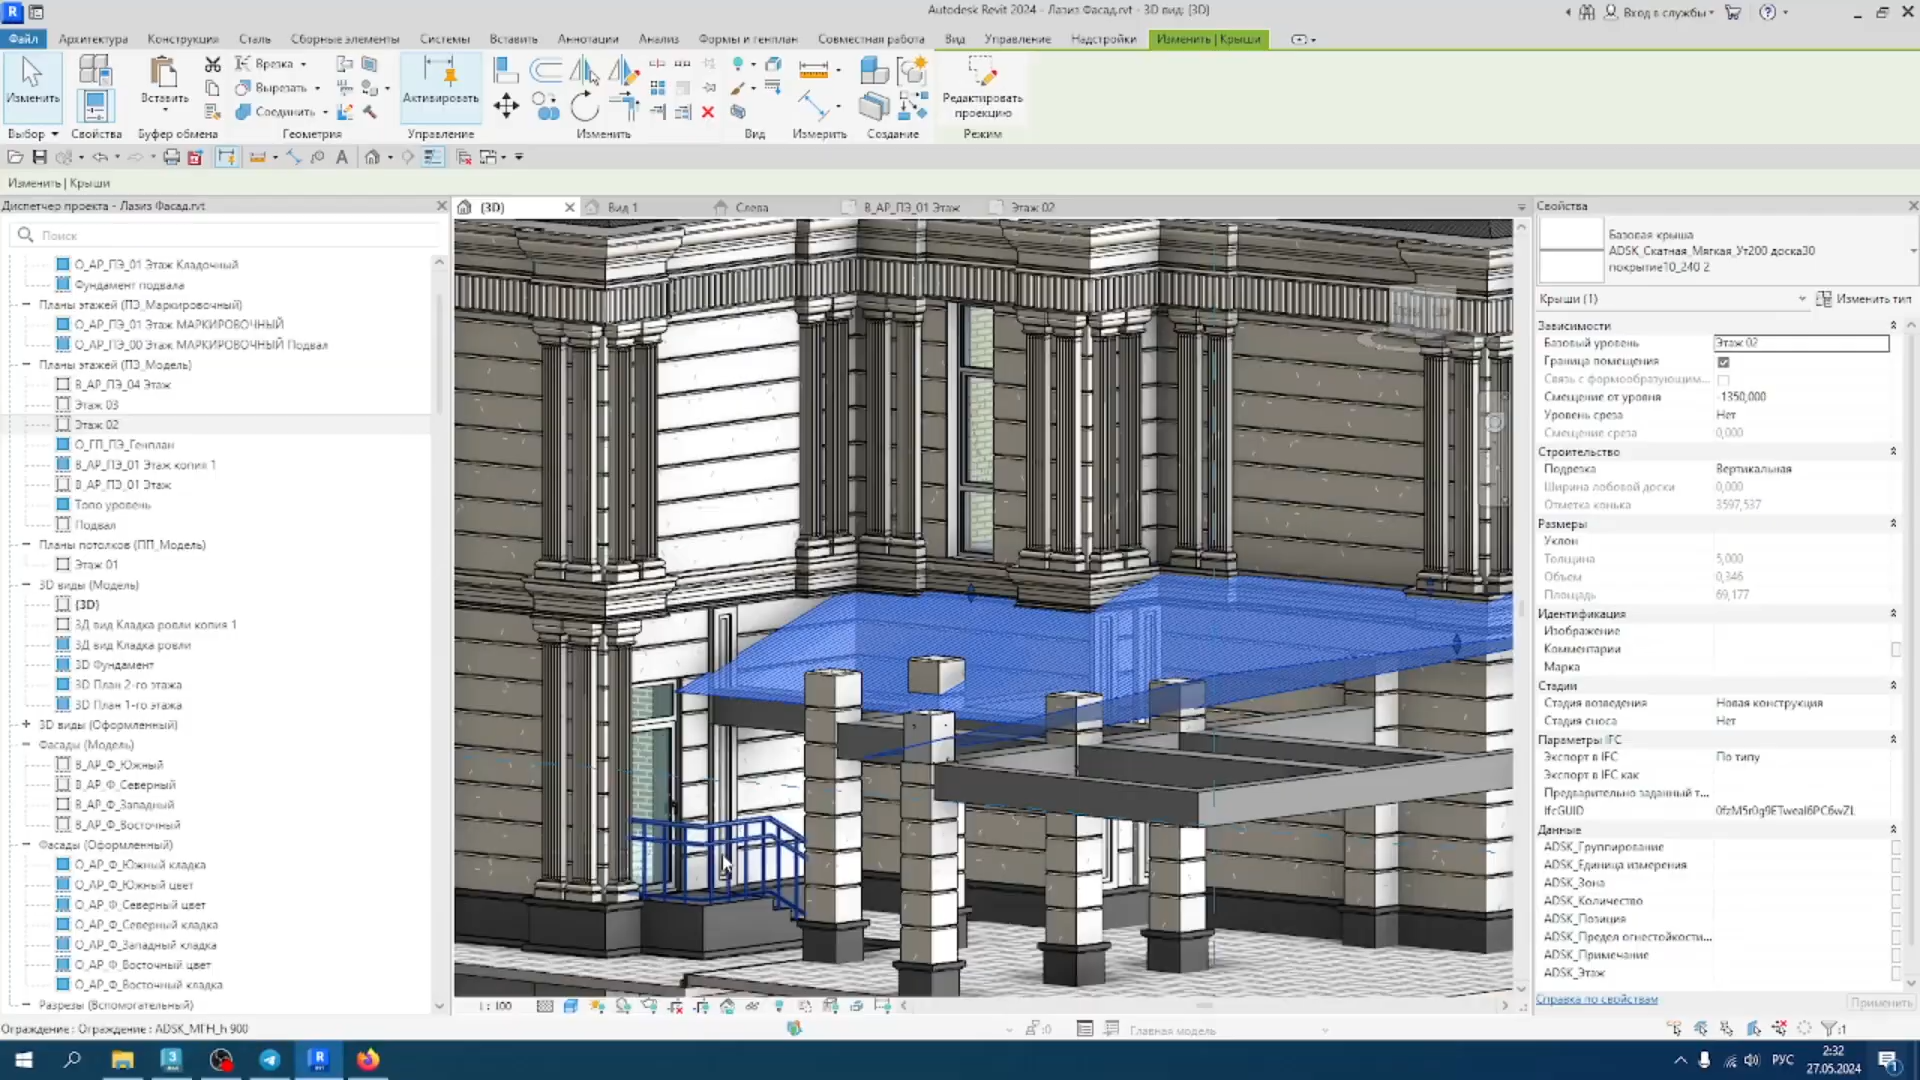 Autodesk Revit 2024 - Лазиз Фасад.rvt - 3D вид: {3D}
Вход в службы
Файл
Архитектура
Конструкция
Сталь
Сборные элементы
Системы
Вставить
Аннотации
Анализ
Формы и генплан
Совместная работа
Вид
Управление
Надстройки
Изменить | Крыши
Изменить
Вставить
Врезка
Вырезать
Соединить
Активировать
Редактировать
проекцию
Выбор
Свойства
Буфер обмена
Геометрия
Управление
Изменить
Вид
Измерить
Создание
Режим
Изменить | Крыши
Диспетчер проекта - Лазиз Фасад.rvt
Поиск
О_АР_ПЭ_01 Этаж Кладочный
Фундамент подвала
Планы этажей (ПЭ_Маркировочный)
О_АР_ПЭ_01 Этаж МАРКИРОВОЧНЫЙ
О_АР_ПЭ_00 Этаж МАРКИРОВОЧНЫЙ Подвал
Планы этажей (ПЭ_Модель)
В_АР_ПЭ_04 Этаж
Этаж 03
Этаж 02
О_ГП_ПЭ_Генплан
В_АР_ПЭ_01 Этаж копия 1
В_АР_ПЭ_01 Этаж
Топо уровень
Подвал
Планы потолков (ПП_Модель)
Этаж 01
3D виды (Модель)
{3D}
3Д вид Кладка ровли копия 1
3Д вид Кладка ровли
3D Фундамент
3D План 2-го этажа
3D План 1-го этажа
3D виды (Оформленный)
Фасады (Модель)
В_АР_Ф_Южный
В_АР_Ф_Северный
В_АР_Ф_Западный
В_АР_Ф_Восточный
Фасады (Оформленный)
О_АР_Ф_Южный кладка
О_АР_Ф_Южный цвет
О_АР_Ф_Северный цвет
О_АР_Ф_Северный кладка
О_АР_Ф_Западный кладка
О_АР_Ф_Восточный цвет
О_АР_Ф_Восточный кладка
Разрезы (Вспомогательный)
{3D}
Вид 1
Слева
В_АР_ПЭ_01 Этаж
Этаж 02
1 : 100
Свойства
Базовая крыша
ADSK_Скатная_Мягкая_Ут200 доска30
покрытие10_240 2
Крыши (1)
Изменить тип
Зависимости
Базовый уровень Этаж 02
Граница помещения
Связь с формообразующим...
Смещение от уровня -1350,000
Уровень среза Нет
Смещение среза 0,000
Строительство
Подрезка Вертикальная
Ширина лобовой доски 0,000
Отметка конька 3597,537
Размеры
Уклон
Толщина 5,000
Объем 0,346
Площадь 69,177
Идентификация
Изображение
Комментарии
Марка
Стадии
Стадия возведения Новая конструкция
Стадия сноса Нет
Параметры IFC
Экспорт в IFC По типу
Экспорт в IFC как
Предварительно заданный т...
IfcGUID 0fzM5r0g9ETweaI6PC6wZL
Данные
ADSK_Группирование
ADSK_Единица измерения
ADSK_Зона
ADSK_Количество
ADSK_Позиция
ADSK_Предел огнестойкости...
ADSK_Примечание
ADSK_Этаж
Справка по свойствам
Применить
Ограждение : Ограждение : ADSK_МГН_h 900
:0
Главная модель
:1
РУС
2:32
27.05.2024